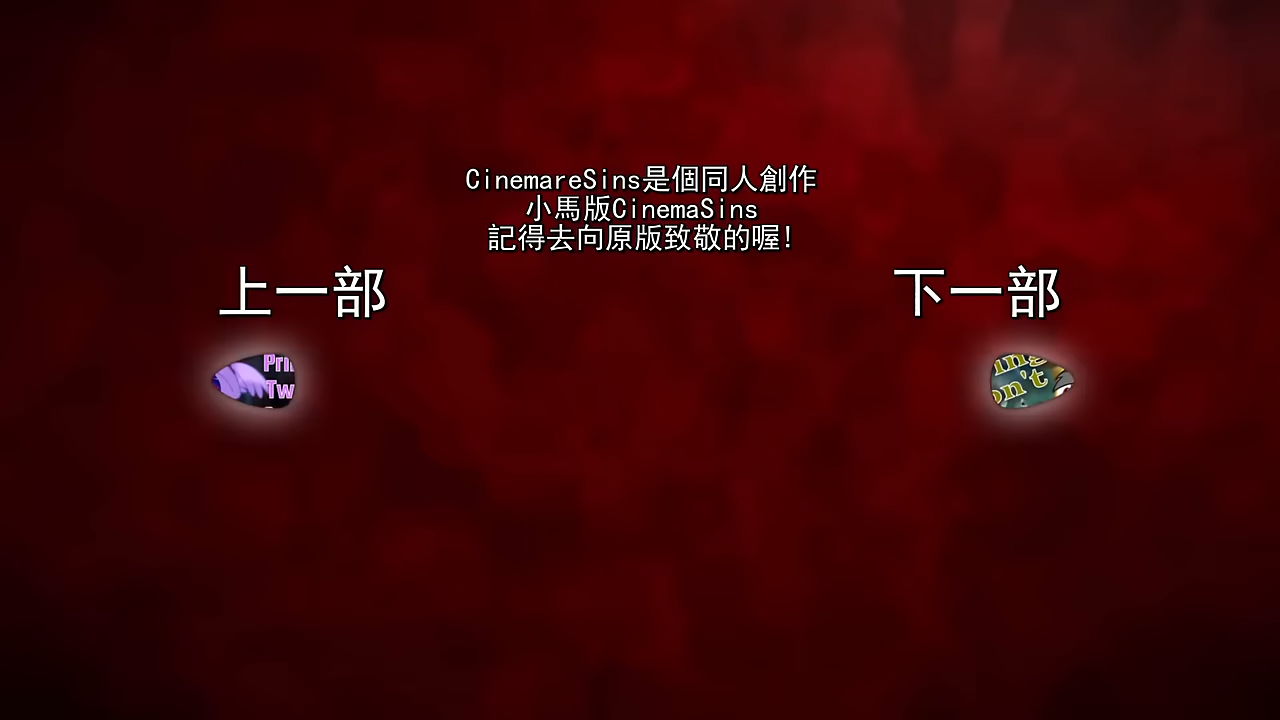 CinemareSins是個同人創作
小馬版CinemaSins
記得去向原版致敬的喔!
上一部
下一部